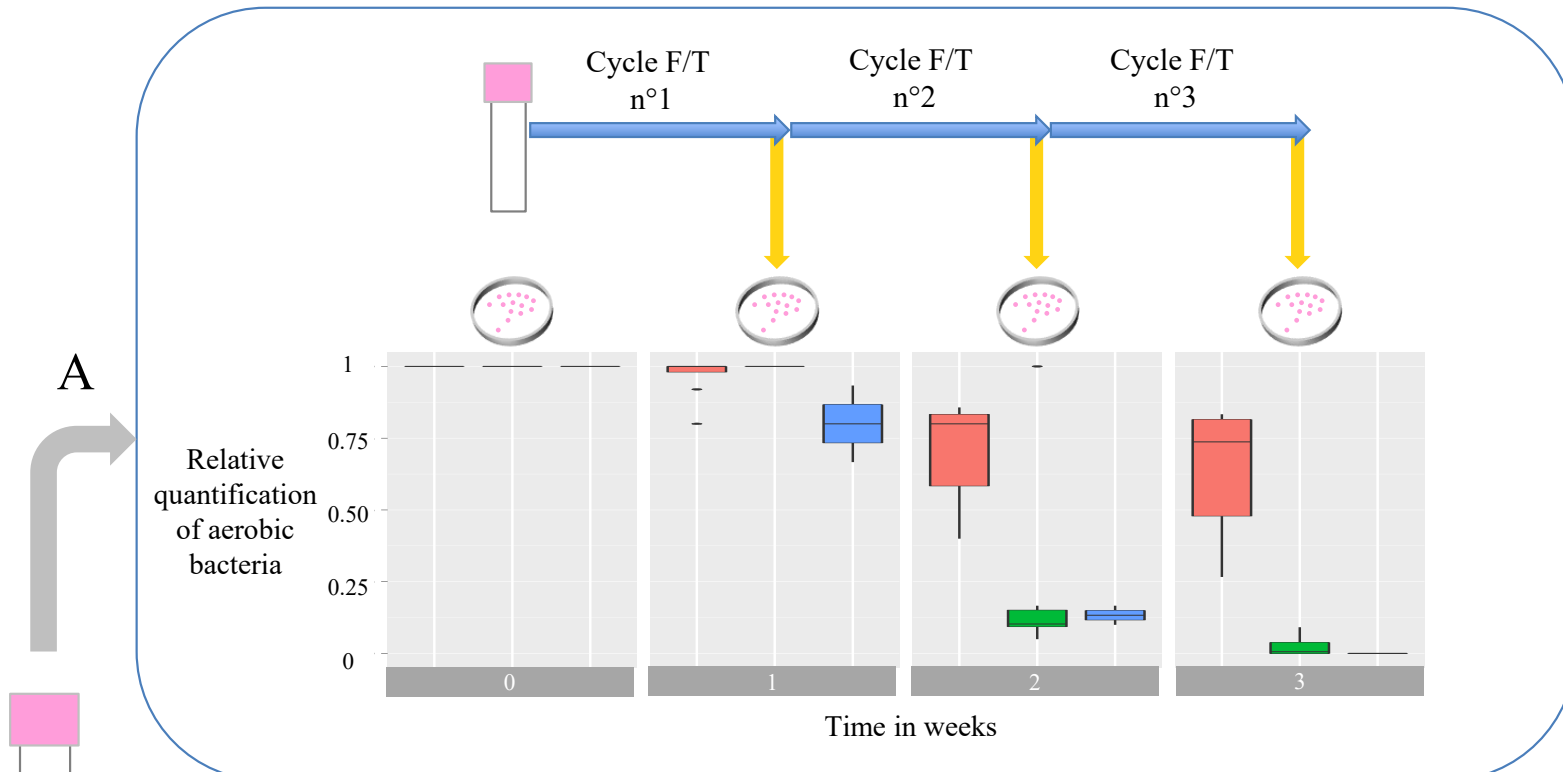 Cycle F/T
n°1
Cycle F/T
n°2
Cycle F/T
n°3
A
Relative
quantification
of aerobic
bacteria
1
0.75
0.50
0.25
0
0
1
2
3
Time in weeks